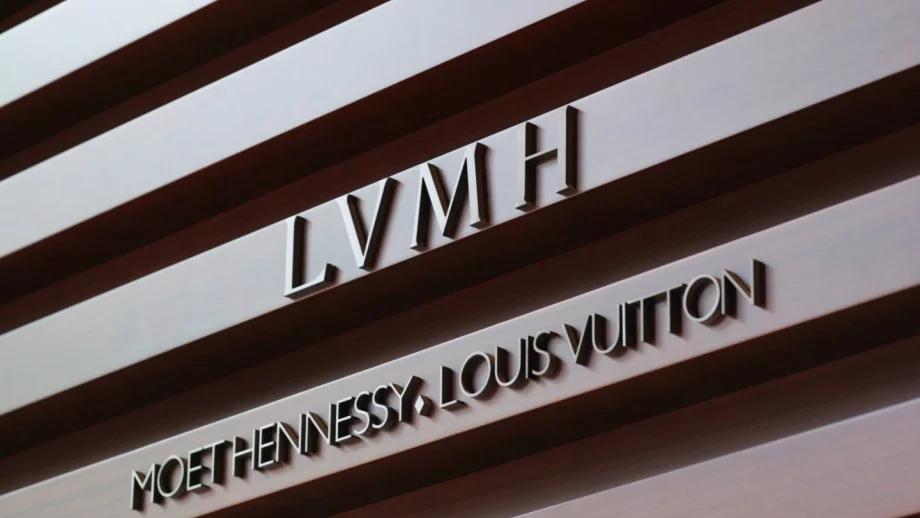 LVMH
MOET HENNESSY. LOUIS VUITTON